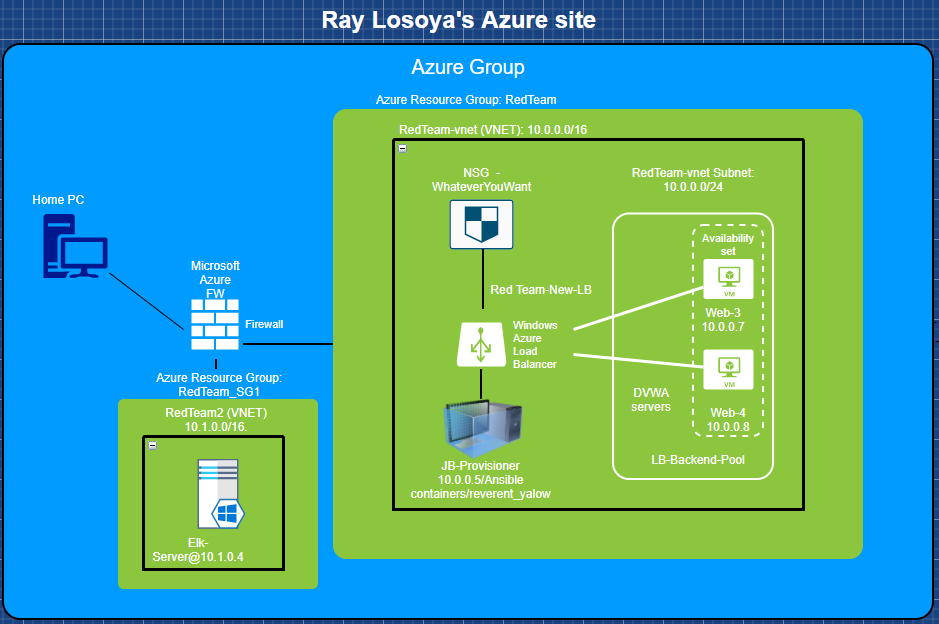 Ray Losoya's Azure site
Azure Group
Azure Resource Group: RedTeam
RedTeam-vnet (VNET): 10.0.0.0/16
NSG -
WhateverYouWant
RedTeam-vnet Subnet:
10.0.0.0/24
Home PC
Microsoft
Azure
FW
Firewall
Red Team-New-LB
Windows
Azure
Load
Balancer
Availability
set
VM
Web-3
10.0.0.7
VM
Web-4
10.0.0.8
DVWA
servers
LB-Backend-Pool
JB-Provisioner
10.0.0.5/Ansible
containers/reverent_yalow
Azure Resource Group:
RedTeam_SG1
RedTeam2 (VNET)
10.1.0.0/16.
Elk-
Server@10.1.0.4